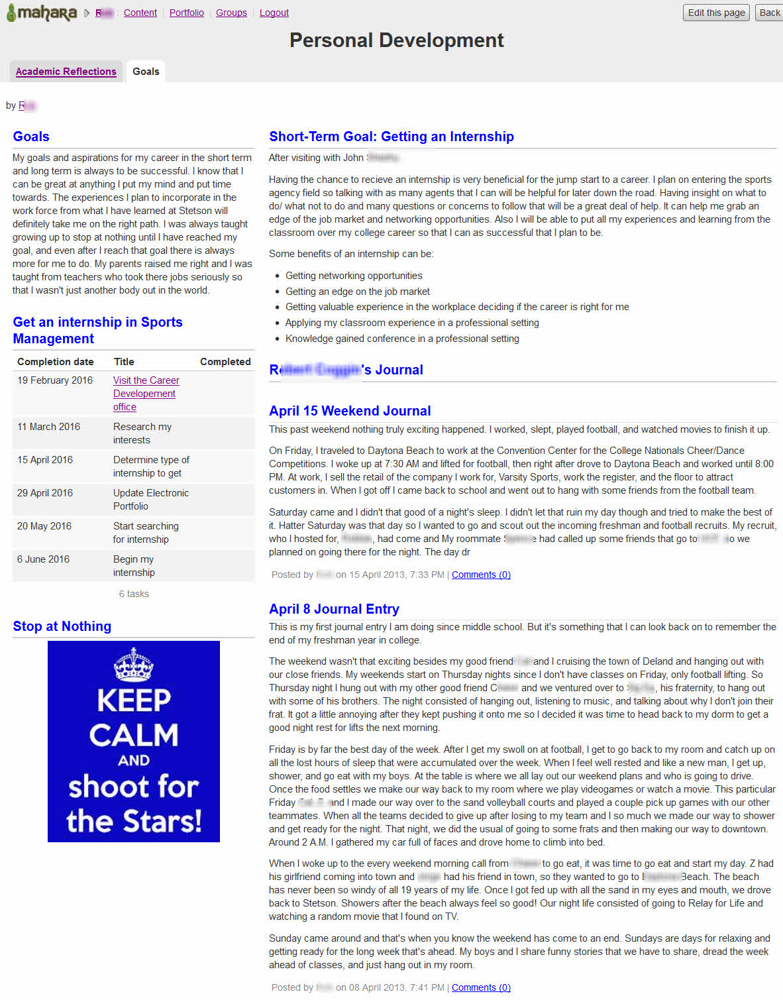 mahara
Content | Portfolio | Groups | Logout
Edit this page
Back
Personal Development
Academic Reflections
Goals
by
Goals
My goals and aspirations for my career in the short term
and long term is always to be successful. I know that I
can be great at anything I put my mind and put time
towards. The experiences I plan to incorporate in the
work force from what I have learned at Stetson will
definitely take me on the right path. I was always taught
growing up to stop at nothing until I have reached my
goal, and even after I reach that goal there is always
more for me to do. My parents raised me right and I was
taught from teachers who took there jobs seriously so
that I wasn't just another body out in the world.
Get an internship in Sports
Management
Completion date Title Completed
19 February 2016 Visit the Career
Developement
office
11 March 2016 Research my
interests
15 April 2016 Determine type of
internship to get
29 April 2016 Update Electronic
Portfolio
20 May 2016 Start searching
for internship
6 June 2016 Begin my
internship
6 tasks
Stop at Nothing
KEEP
CALM
AND
shoot for
the Stars!
Short-Term Goal: Getting an Internship
After visiting with John
Having the chance to recieve an internship is very beneficial for the jump start to a career. I plan on entering the sports
agency field so talking with as many agents that I can will be helpful for later down the road. Having insight on what to
do/ what not to do and many questions or concerns to follow that will be a great deal of help. It can help me grab an
edge of the job market and networking opportunities. Also I will be able to put all my experiences and learning from the
classroom over my college career so that I can as successful that I plan to be.
Some benefits of an internship can be:
Getting networking opportunities
Getting an edge on the job market
Getting valuable experience in the workplace deciding if the career is right for me
Applying my classroom experience in a professional setting
Knowledge gained conference in a professional setting
's Journal
April 15 Weekend Journal
This past weekend nothing truly exciting happened. I worked, slept, played football, and watched movies to finish it up.
On Friday, I traveled to Daytona Beach to work at the Convention Center for the College Nationals Cheer/Dance
Competitions. I woke up at 7:30 AM and lifted for football, then right after drove to Daytona Beach and worked until 8:00
PM. At work, I sell the retail of the company I work for, Varsity Sports, work the register, and the floor to attract
customers in. When I got off I came back to school and went out to hang with some friends from the football team.
Saturday came and I didn't that good of a night's sleep. I didn't let that ruin my day though and tried to make the best of
it. Hatter Saturday was that day so I wanted to go and scout out the incoming freshman and football recruits. My recruit,
who I hosted for, , had come and My roommate had called up some friends that go to so we
planned on going there for the night. The day dr
Posted by on 15 April 2013, 7:33 PM | Comments (0)
April 8 Journal Entry
This is my first journal entry I am doing since middle school. But it's something that I can look back on to remember the
end of my freshman year in college.
The weekend wasn't that exciting besides my good friend and I cruising the town of Deland and hanging out with
our close friends. My weekends start on Thursday nights since I don't have classes on Friday, only football lifting. So
Thursday night I hung out with my other good friend and we ventured over to , his fraternity, to hang out
with some of his brothers. The night consisted of hanging out, listening to music, and talking about why I don't join their
frat. It got a little annoying after they kept pushing it onto me so I decided it was time to head back to my dorm to get a
good night rest for lifts the next morning.
Friday is by far the best day of the week. After I get my swoll on at football, I get to go back to my room and catch up on
all the lost hours of sleep that were accumulated over the week. When I feel well rested and like a new man, I get up,
shower, and go eat with my boys. At the table is where we all lay out our weekend plans and who is going to drive.
Once the food settles we make our way back to my room where we play videogames or watch a movie. This particular
Friday and I made our way over to the sand volleyball courts and played a couple pick up games with our other
teammates. When all the teams decided to give up after losing to my team and I so much we made our way to shower
and get ready for the night. That night, we did the usual of going to some frats and then making our way to downtown.
Around 2 A.M. I gathered my car full of faces and drove home to climb into bed.
When I woke up to the every weekend morning call from to go eat, it was time to go eat and start my day. Z had
his girlfriend coming into town and had his friend in town, so they wanted to go to Beach. The beach
has never been so windy of all 19 years of my life. Once I got fed up with all the sand in my eyes and mouth, we drove
back to Stetson. Showers after the beach always feel so good! Our night life consisted of going to Relay for Life and
watching a random movie that I found on TV.
Sunday came around and that's when you know the weekend has come to an end. Sundays are days for relaxing and
getting ready for the long week that's ahead. My boys and I share funny stories that we have to share, dread the week
ahead of classes, and just hang out in my room.
Posted by on 08 April 2013, 7:41 PM | Comments (0)